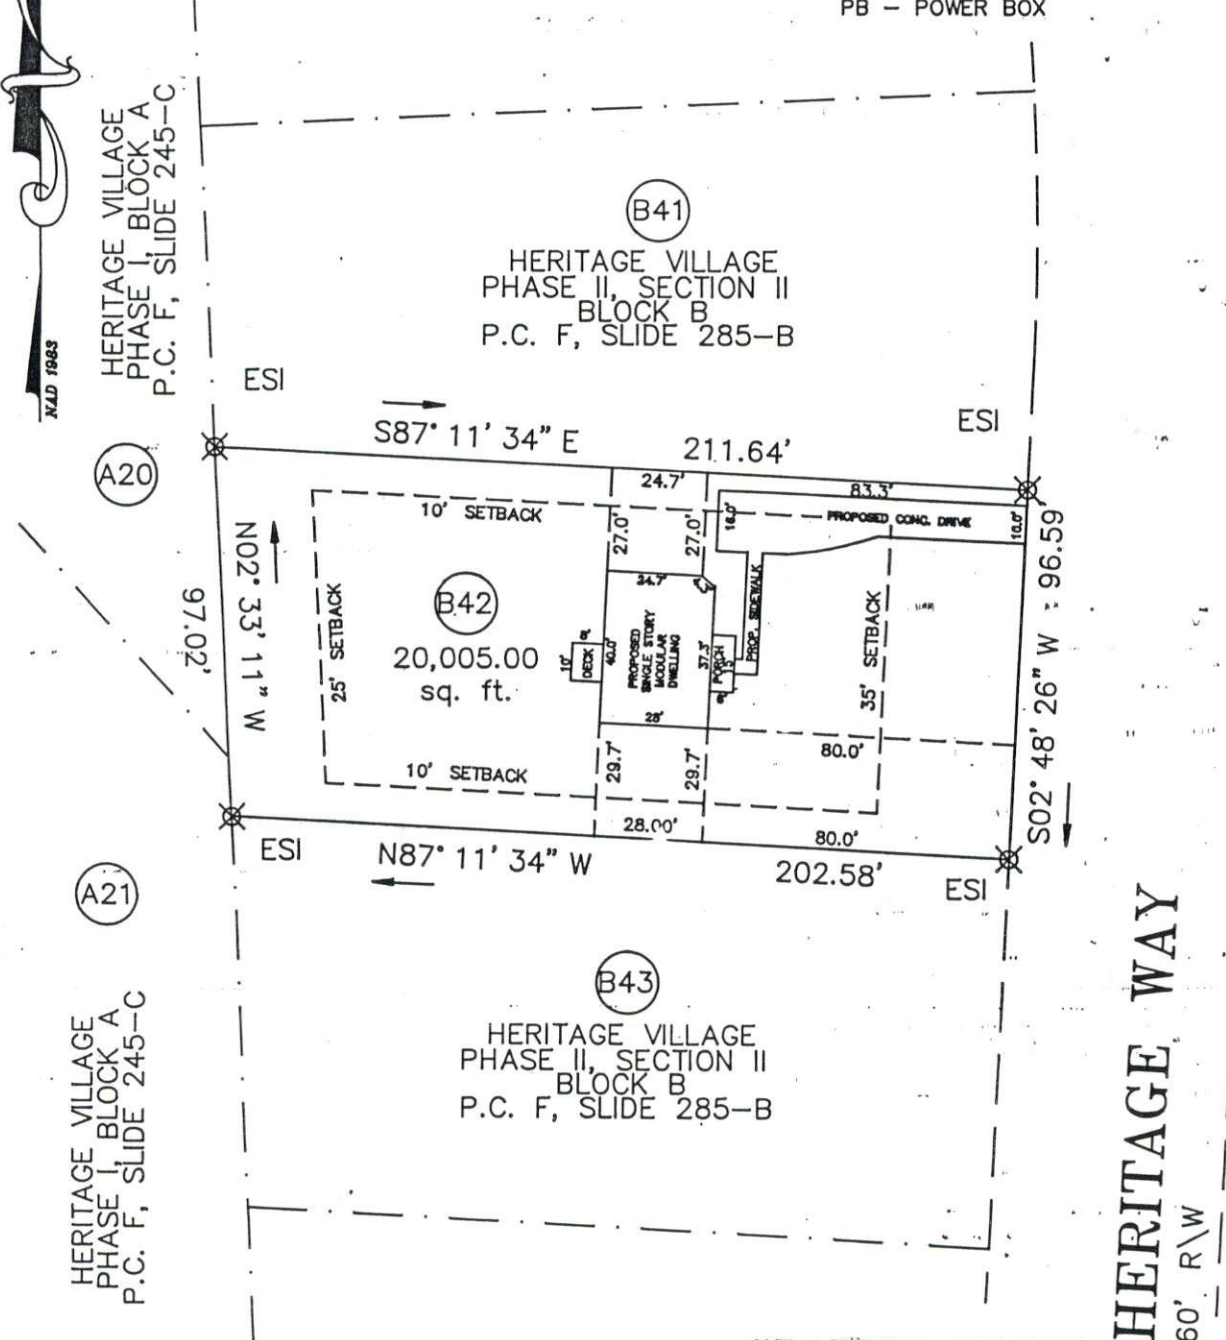 PB – POWER BOX
HERITAGE VILLAGE
PHASE I, BLOCK A
P.C. F, SLIDE 245–C
NAD 1983
B41
HERITAGE VILLAGE
PHASE II, SECTION II
BLOCK B
P.C. F, SLIDE 285–B
ESI
ESI
S87° 11' 34" E
211.64'
A20
24.7'
83.3'
10' SETBACK
PROPOSED CONC. DRIVE
16.0'
10.0'
27.0'
27.0'
N02° 33' 11" W
97.02'
S02° 48' 26" W
96.59'
24.7'
B42
20,005.00
sq. ft.
25' SETBACK
35' SETBACK
PROP. SIDEWALK
10'
DECK
8'
40.0'
PROPOSED
SINGLE STORY
MODULAR
DWELLING
37.3'
PORCH
28'
80.0'
29.7'
29.7'
10' SETBACK
28.00'
80.0'
ESI
N87° 11' 34" W
202.58'
ESI
A21
B43
HERITAGE VILLAGE
PHASE II, SECTION II
BLOCK B
P.C. F, SLIDE 285–B
HERITAGE VILLAGE
PHASE I, BLOCK A
P.C. F, SLIDE 245–C
HERITAGE WAY
60' R\W